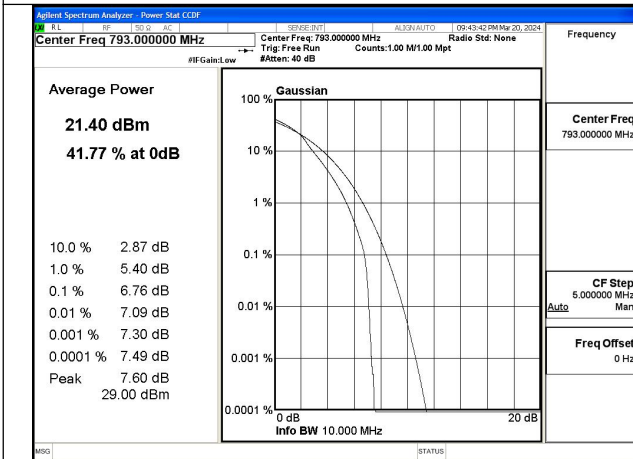 Agilent Spectrum Analyzer - Power Stat CCDF
RL RF 50 Ω AC SENSE:INT ALIGN AUTO 09:43:42 PM Mar 20, 2024
Center Freq 793.000000 MHz
Center Freq: 793.000000 MHz Radio Std: None
Trig: Free Run Counts:1.00 M/1.00 Mpt
#IFGain:Low #Atten: 40 dB
Frequency
Average Power
21.40 dBm
41.77 % at 0dB
10.0 % 2.87 dB
1.0 % 5.40 dB
0.1 % 6.76 dB
0.01 % 7.09 dB
0.001 % 7.30 dB
0.0001 % 7.49 dB
Peak 7.60 dB
29.00 dBm
Gaussian
100 %
10 %
1 %
0.1 %
0.01 %
0.001 %
0.0001 %
0 dB 20 dB
Info BW 10.000 MHz
Center Freq
793.000000 MHz
CF Step
5.000000 MHz
Auto Man
Freq Offset
0 Hz
MSG STATUS